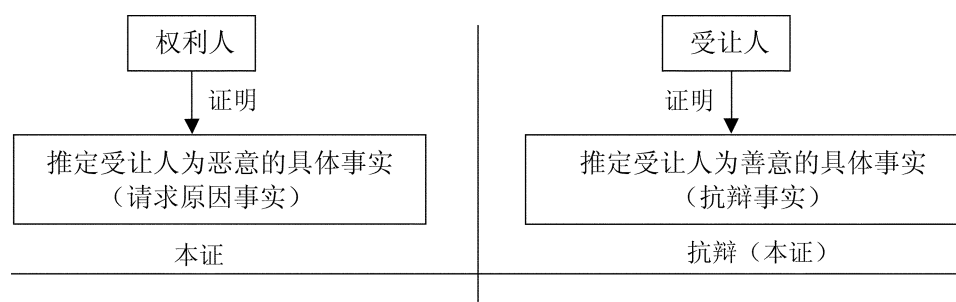 权利人
证明
推定受让人为恶意的具体事实
（请求原因事实）
本证
受让人
证明
推定受让人为善意的具体事实
（抗辩事实）
抗辩（本证）